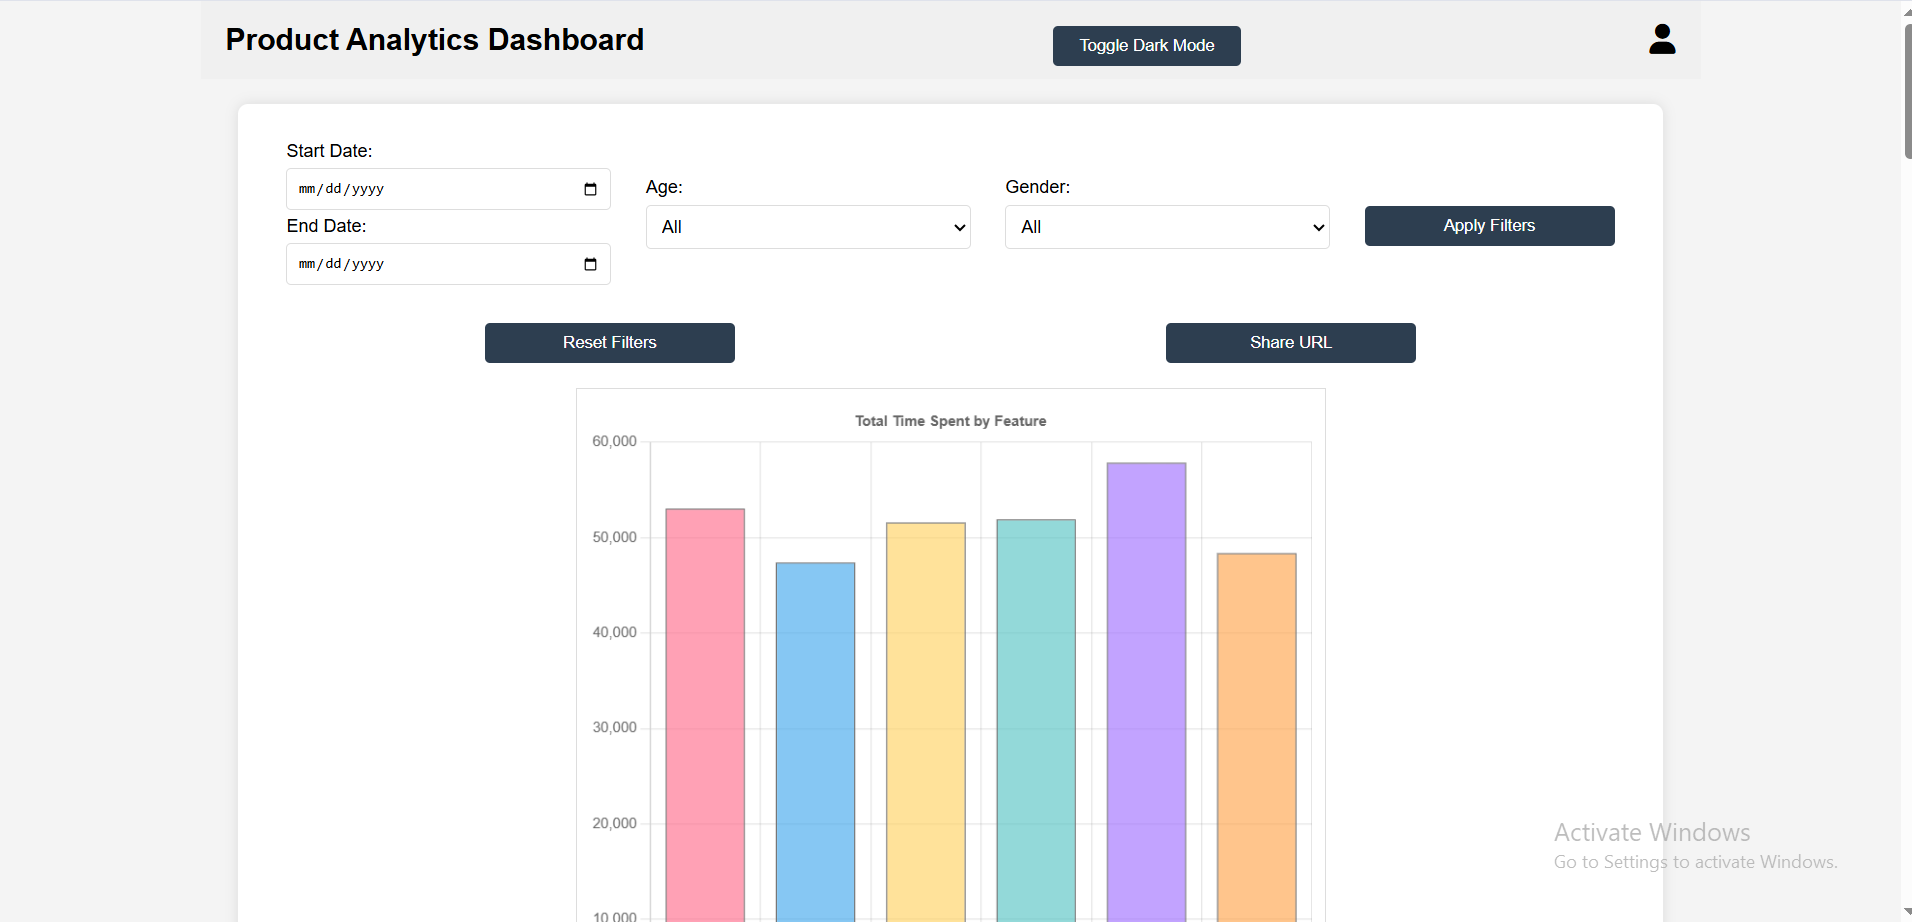 Product Analytics Dashboard
Toggle Dark Mode
Start Date:
mm/dd/yyyy
End Date:
mm/dd/yyyy
Age:
All
Gender:
All
Apply Filters
Reset Filters
Share URL
Total Time Spent by Feature
60,000
50,000
40,000
30,000
20,000
10,000
Activate Windows
Go to Settings to activate Windows.